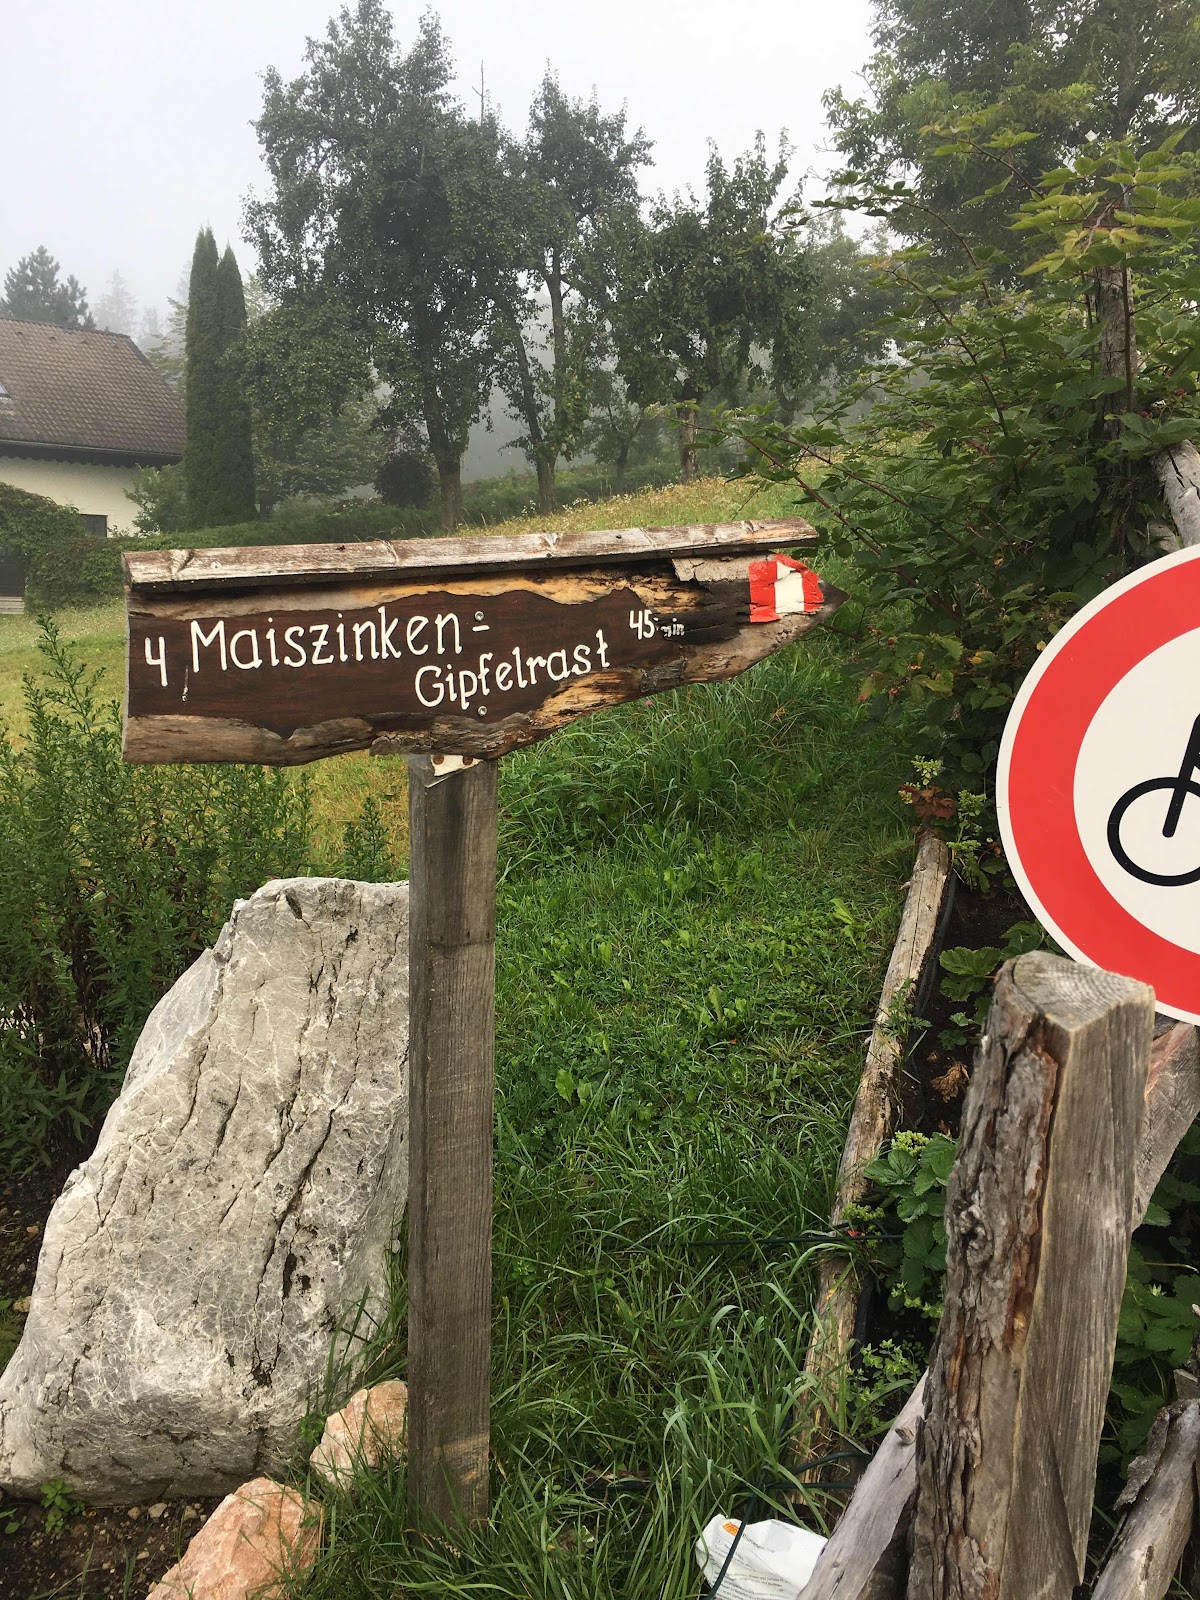 4 Maiszinken-
Gipfelrast 45 min